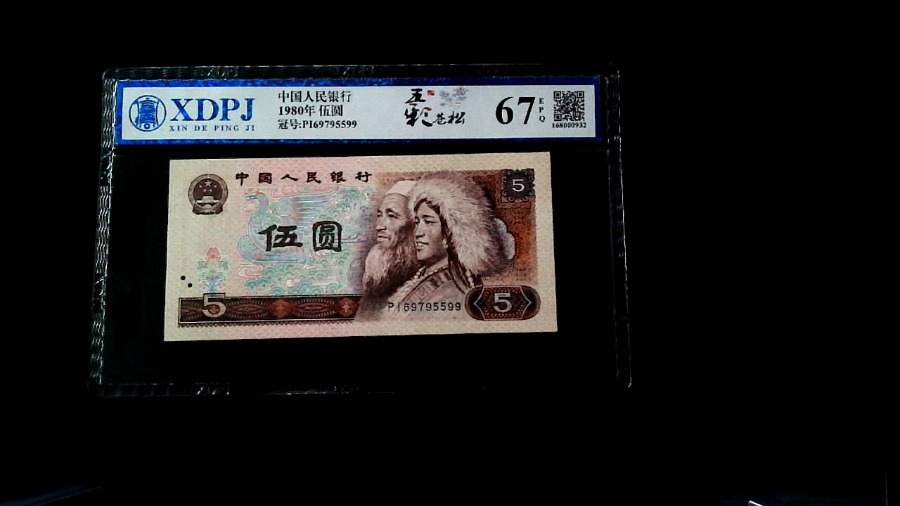 XDPJ
XIN DE PING JI
中国人民银行
1980年 伍圆
冠号:PI69795599
五彩苍松
67
EPQ
168000932
中国人民银行
5
伍圆
5
PI69795599
5